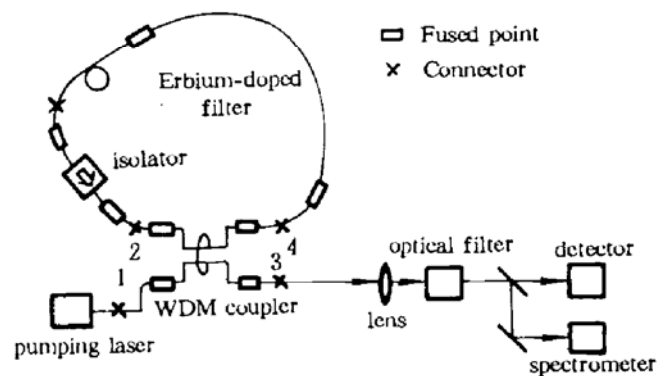 Fused point
Connector
Erbium-doped
filter
isolator
2
4
1
3
optical filter
detector
WDM coupler
lens
pumping laser
spectrometer